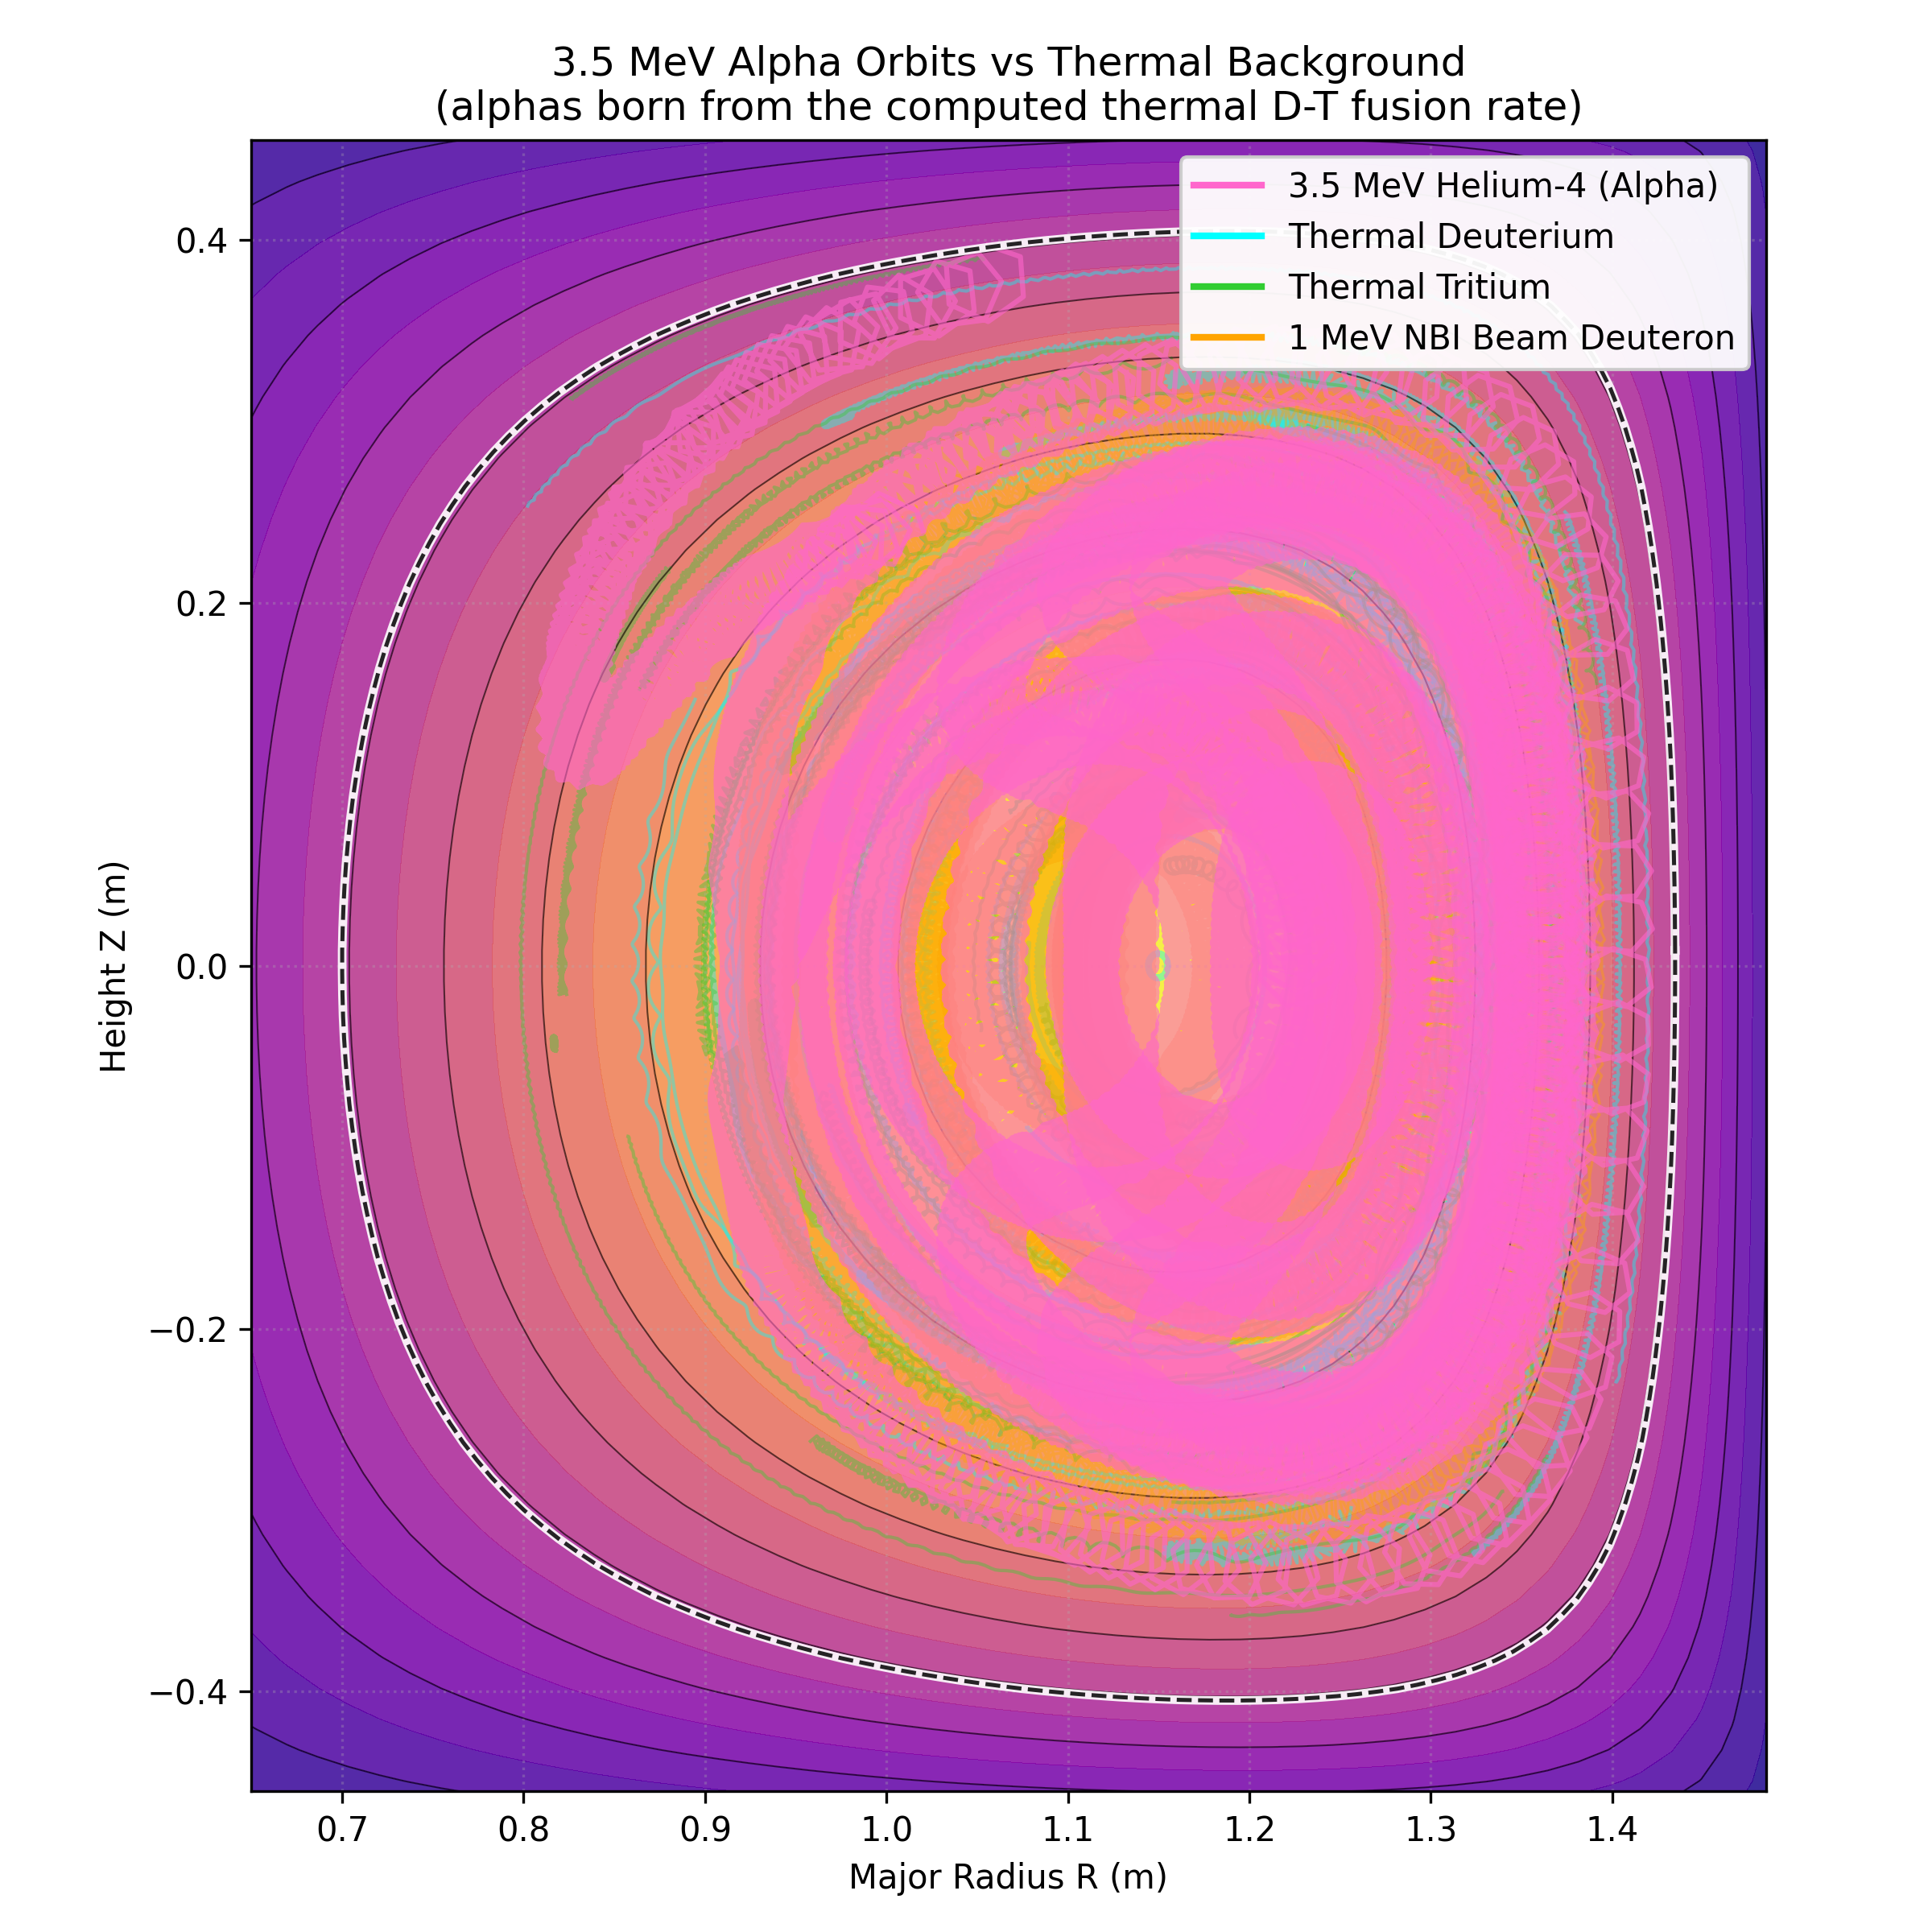 3.5 MeV Alpha Orbits vs Thermal Background
(alphas born from the computed thermal D-T fusion rate)
3.5 MeV Helium-4 (Alpha)
Thermal Deuterium
Thermal Tritium
1 MeV NBI Beam Deuteron
Height Z (m)
0.4
0.2
0.0
−0.2
−0.4
0.7 0.8 0.9 1.0 1.1 1.2 1.3 1.4
Major Radius R (m)